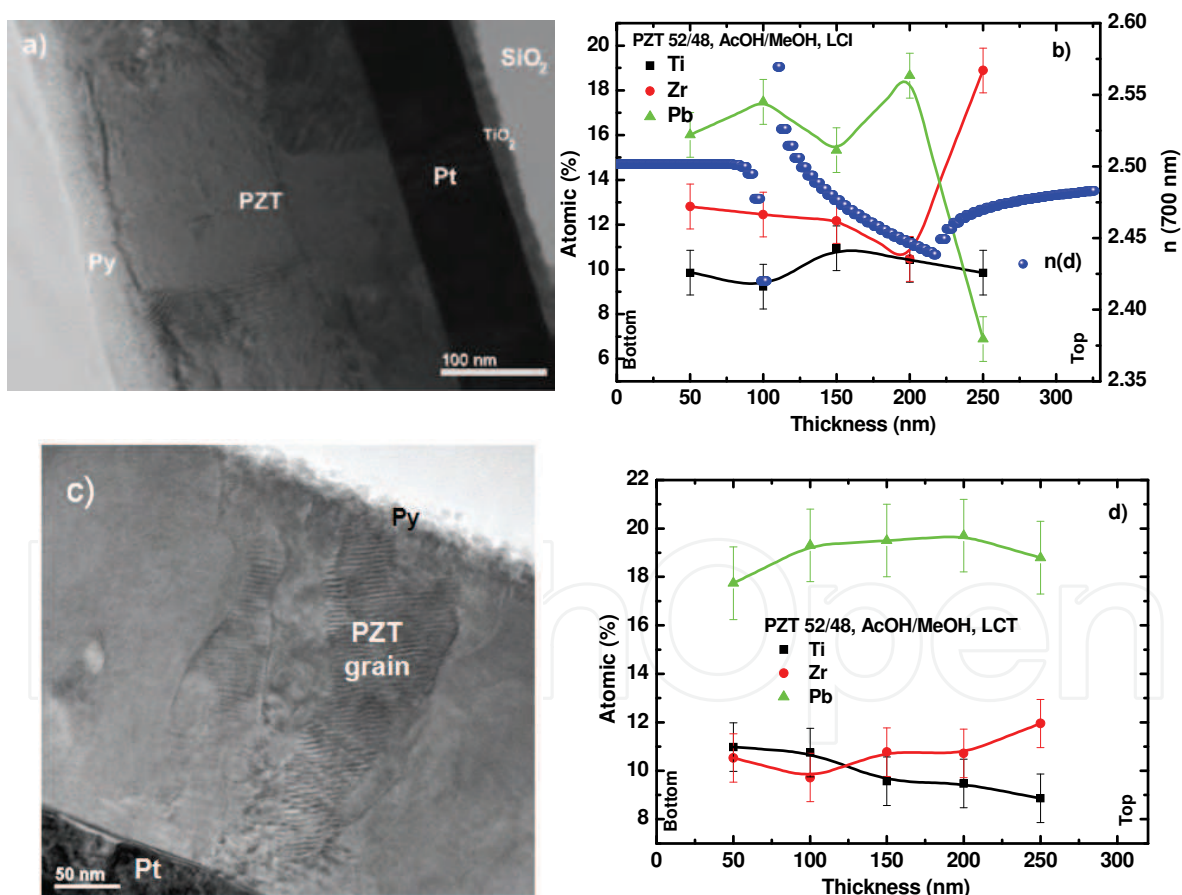 a)
SiO2
TiO2
Pt
PZT
Py
100 nm
PZT 52/48, AcOH/MeOH, LCI
b)
Ti
Zr
Pb
n(d)
20
18
16
14
12
10
8
6
Atomic (%)
2.60
2.55
2.50
2.45
2.40
2.35
n (700 nm)
Bottom
Top
50 100 150 200 250 300
Thickness (nm)
c)
Py
PZT
grain
Pt
50 nm
d)
22
20
18
16
14
12
10
8
Atomic (%)
PZT 52/48, AcOH/MeOH, LCT
Ti
Zr
Pb
Bottom
Top
0 50 100 150 200 250 300
Thickness (nm)